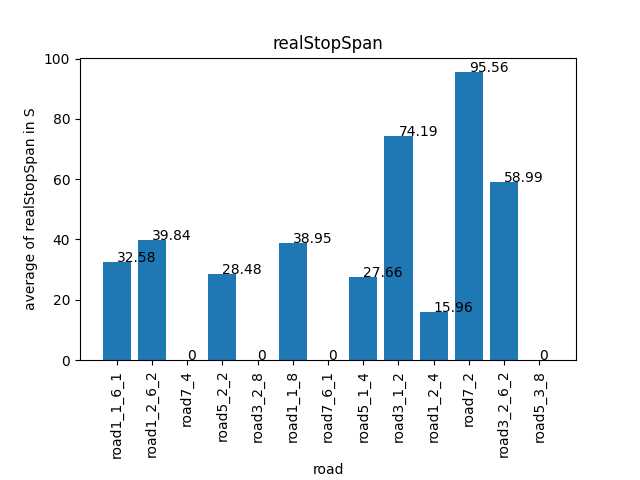 realStopSpan
average of realStopSpan in S
100
80
60
40
20
0
32.58
39.84
0
28.48
0
38.95
0
27.66
74.19
15.96
95.56
58.99
0
road1_1_6_1
road1_2_6_2
road7_4
road5_2_2
road3_2_8
road1_1_8
road7_6_1
road5_1_4
road3_1_2
road1_2_4
road7_2
road3_2_6_2
road5_3_8
road